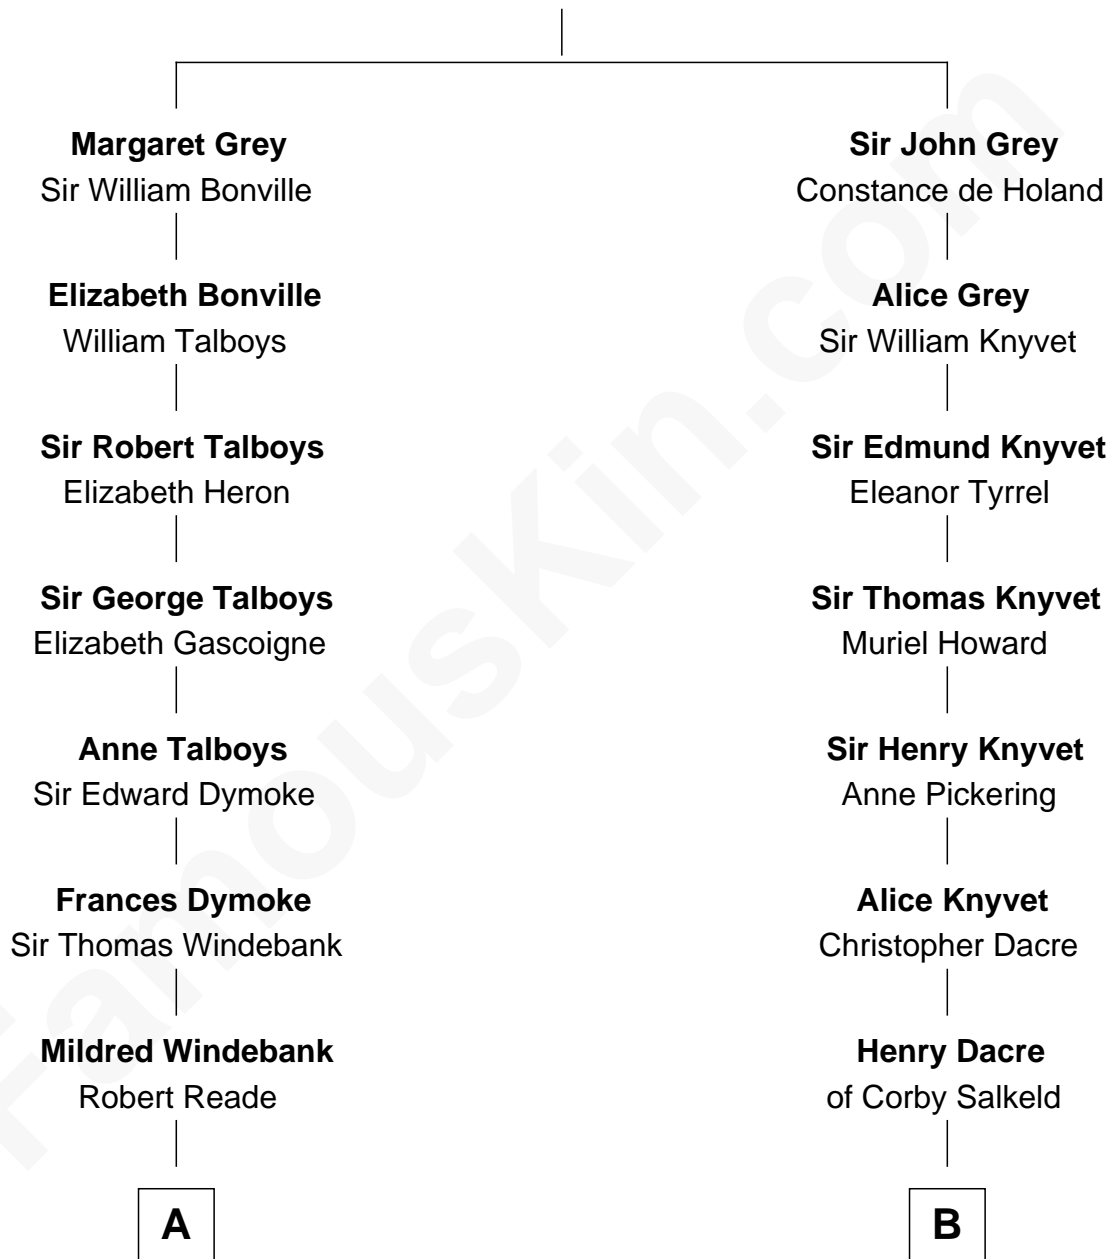 Margaret Grey
Sir William Bonville
Elizabeth Bonville
William Talboys
Sir Robert Talboys
Elizabeth Heron
Sir George Talboys
Elizabeth Gascoigne
Anne Talboys
Sir Edward Dymoke
Frances Dymoke
Sir Thomas Windebank
Mildred Windebank
Robert Reade
A
Sir John Grey
Constance de Holand
Alice Grey
Sir William Knyvet
Sir Edmund Knyvet
Eleanor Tyrrel
Sir Thomas Knyvet
Muriel Howard
Sir Henry Knyvet
Anne Pickering
Alice Knyvet
Christopher Dacre
Henry Dacre
of Corby Salkeld
B
FamousKin.com